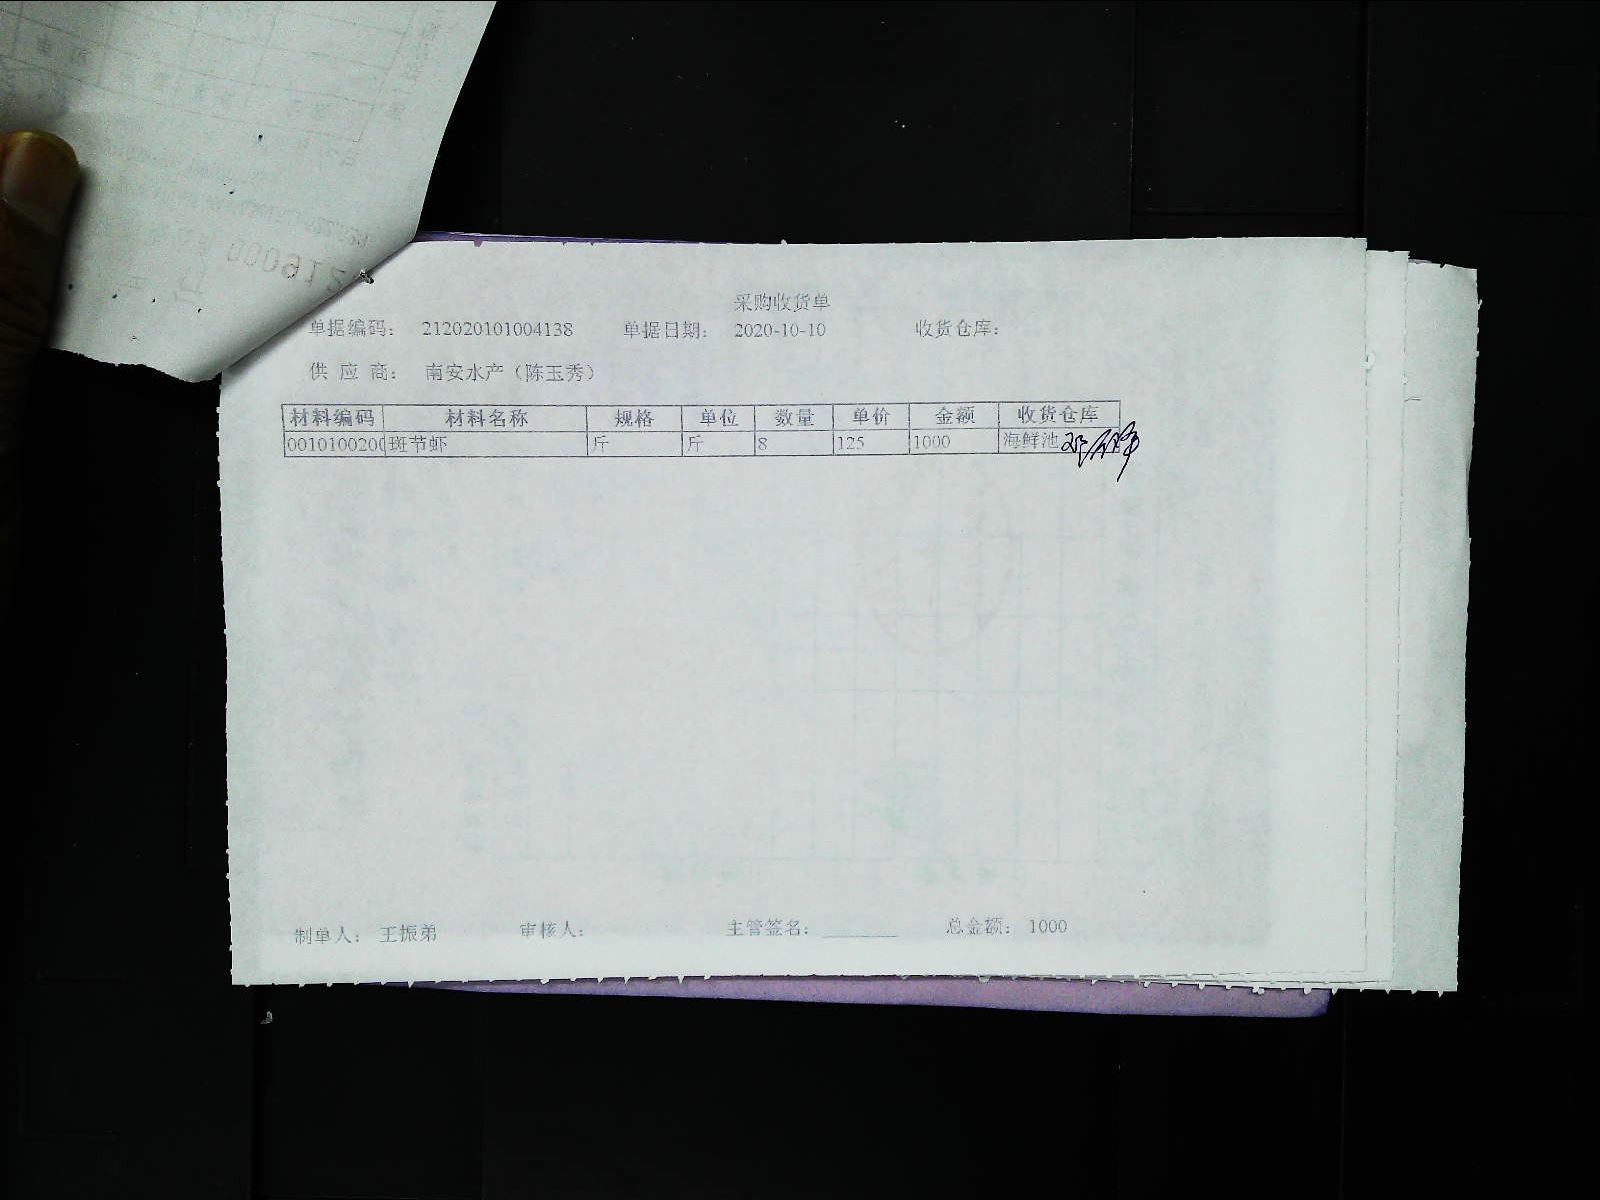 采购收货单
单据编码： 212020101004138 单据日期： 2020-10-10 收货仓库：
供 应 商： 南安水产（陈玉秀）
材料编码 材料名称 规格 单位 数量 单价 金额 收货仓库
0010100200 斑节虾 斤 斤 8 125 1000 海鲜池
制单人： 王振弟 审核人： 主管签名： 总金额： 1000